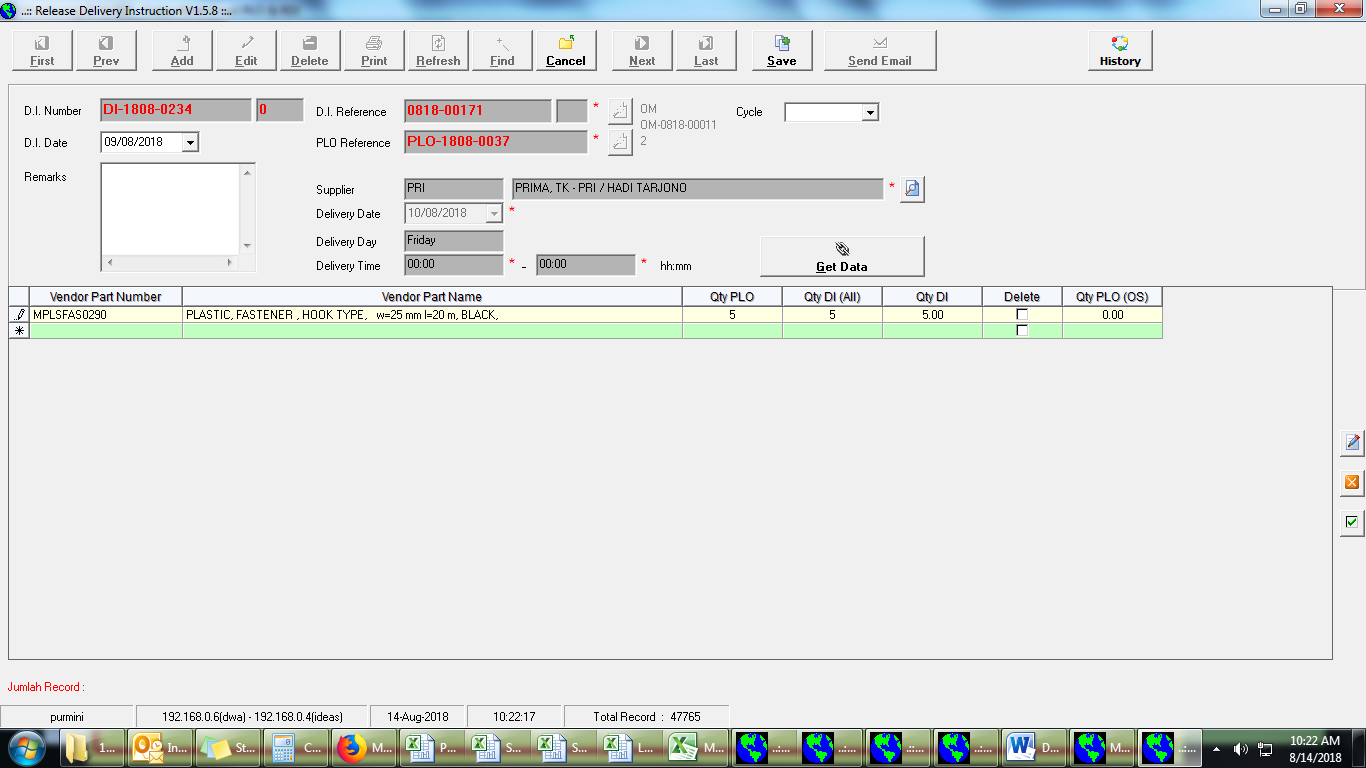 ..:: Release Delivery Instruction V1.5.8 ::..
First Prev Add Edit Delete Print Refresh Find Cancel Next Last Save Send Email History
D.I. Number DI-1808-0234 0 D.I. Reference 0818-00171 * OM Cycle
OM-0818-00011
D.I. Date 09/08/2018 PLO Reference PLO-1808-0037 * 2
Remarks
Supplier PRI PRIMA, TK - PRI / HADI TARJONO *
Delivery Date 10/08/2018 *
Delivery Day Friday
Delivery Time 00:00 * - 00:00 * hh:mm Get Data
Vendor Part Number Vendor Part Name Qty PLO Qty DI (All) Qty DI Delete Qty PLO (OS)
MPLSFAS0290 PLASTIC, FASTENER , HOOK TYPE, w=25 mm l=20 m, BLACK, 5 5 5.00 0.00
Jumlah Record :
purmini 192.168.0.6(dwa) - 192.168.0.4(ideas) 14-Aug-2018 10:22:17 Total Record : 47765
1... In... St... C... M... P... S... S... L... M... ..:... ..:... ::... ..:... D... M... ..:...
10:22 AM
8/14/2018